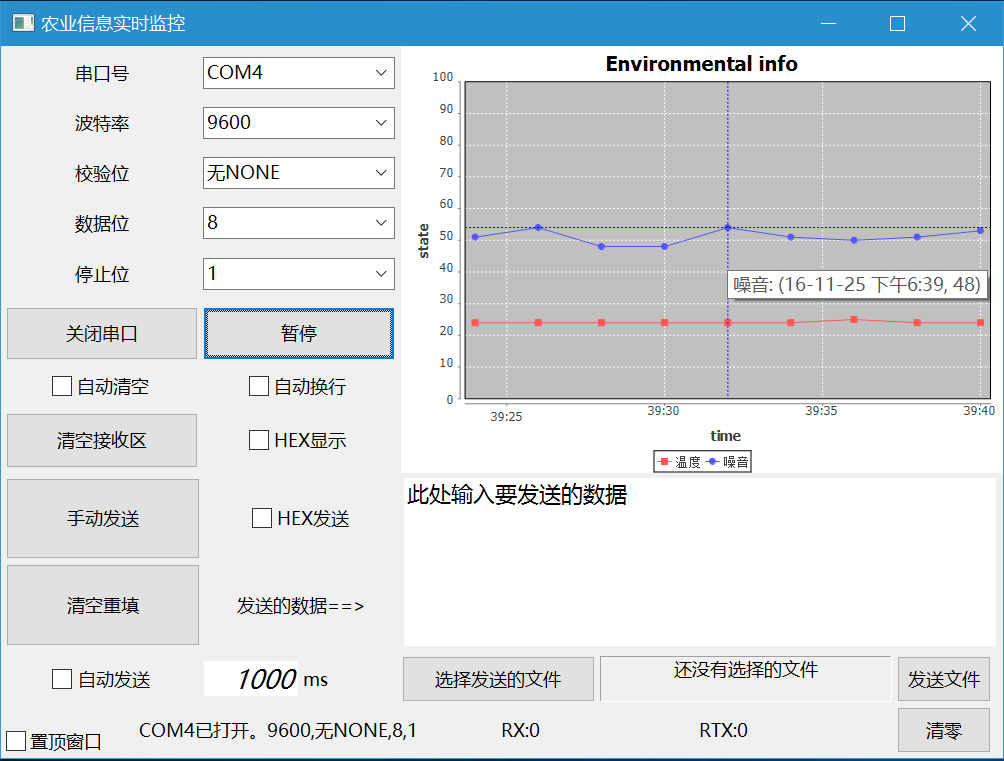 农业信息实时监控
串口号 COM4
波特率 9600
校验位 无NONE
数据位 8
停止位 1
关闭串口 暂停
自动清空 自动换行
清空接收区 HEX显示
手动发送 HEX发送
清空重填 发送的数据==>
自动发送 1000 ms
Environmental info
100
90
80
70
60
50
40
30
20
10
0
state
噪音: (16-11-25 下午6:39, 48)
39:25 39:30 39:35 39:40
time
温度 噪音
此处输入要发送的数据
选择发送的文件 还没有选择的文件 发送文件
置顶窗口 COM4已打开。9600,无NONE,8,1 RX:0 RTX:0 清零